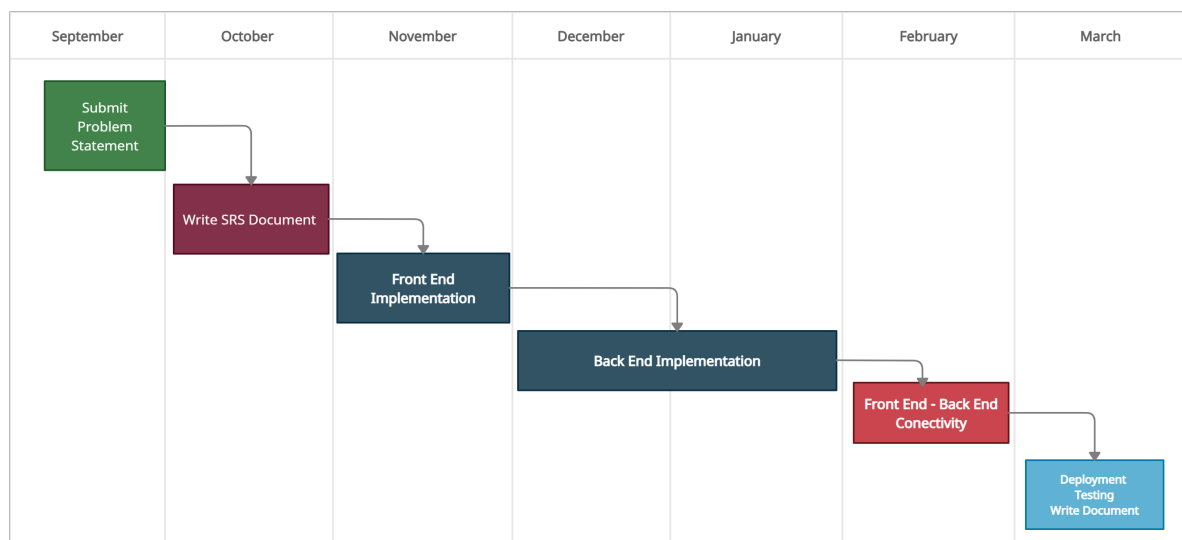 September October November December January February March
Submit
Problem
Statement
Write SRS Document
Front End
Implementation
Back End Implementation
Front End - Back End
Conectivity
Deployment
Testing
Write Document